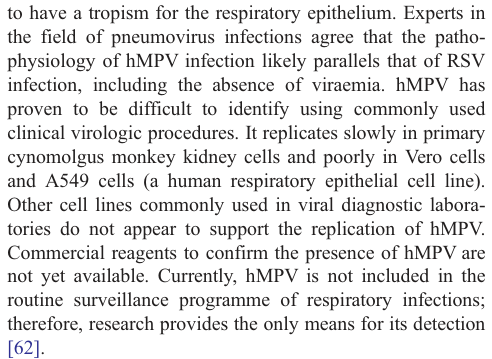 to have a tropism for the respiratory epithelium. Experts in
the field of pneumovirus infections agree that the patho-
physiology of hMPV infection likely parallels that of RSV
infection, including the absence of viraemia. hMPV has
proven to be difficult to identify using commonly used
clinical virologic procedures. It replicates slowly in primary
cynomolgus monkey kidney cells and poorly in Vero cells
and A549 cells (a human respiratory epithelial cell line).
Other cell lines commonly used in viral diagnostic labora-
tories do not appear to support the replication of hMPV.
Commercial reagents to confirm the presence of hMPV are
not yet available. Currently, hMPV is not included in the
routine surveillance programme of respiratory infections;
therefore, research provides the only means for its detection
[62].